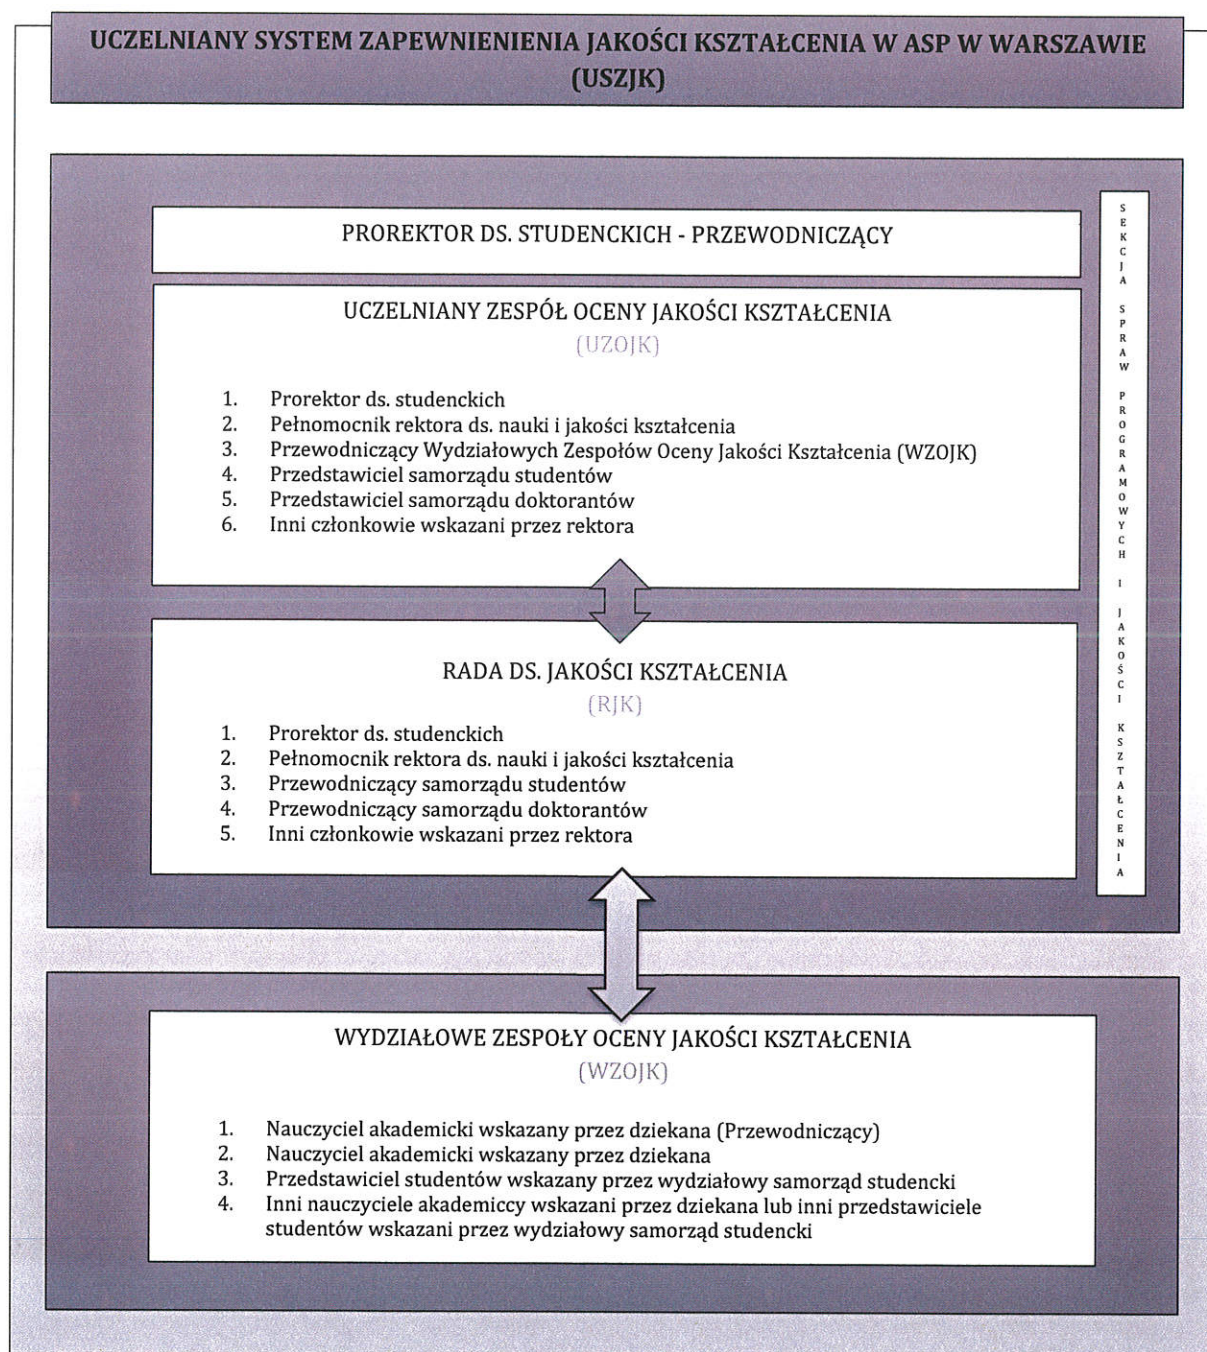 UCZELNIANY SYSTEM ZAPEWNIENIENIA JAKOŚCI KSZTAŁCENIA W ASP W WARSZAWIE
(USZJK)
PROREKTOR DS. STUDENCKICH - PRZEWODNICZĄCY
UCZELNIANY ZESPÓŁ OCENY JAKOŚCI KSZTAŁCENIA
(UZOJK)
1. Prorektor ds. studenckich
2. Pełnomocnik rektora ds. nauki i jakości kształcenia
3. Przewodniczący Wydziałowych Zespołów Oceny Jakości Kształcenia (WZOJK)
4. Przedstawiciel samorządu studentów
5. Przedstawiciel samorządu doktorantów
6. Inni członkowie wskazani przez rektora
RADA DS. JAKOŚCI KSZTAŁCENIA
(RJK)
1. Prorektor ds. studenckich
2. Pełnomocnik rektora ds. nauki i jakości kształcenia
3. Przewodniczący samorządu studentów
4. Przewodniczący samorządu doktorantów
5. Inni członkowie wskazani przez rektora
SEKCJA SPRAW PROGRAMOWYCH I JAKOŚCI KSZTAŁCENIA
WYDZIAŁOWE ZESPOŁY OCENY JAKOŚCI KSZTAŁCENIA
(WZOJK)
1. Nauczyciel akademicki wskazany przez dziekana (Przewodniczący)
2. Nauczyciel akademicki wskazany przez dziekana
3. Przedstawiciel studentów wskazany przez wydziałowy samorząd studencki
4. Inni nauczyciele akademiccy wskazani przez dziekana lub inni przedstawiciele
studentów wskazani przez wydziałowy samorząd studencki